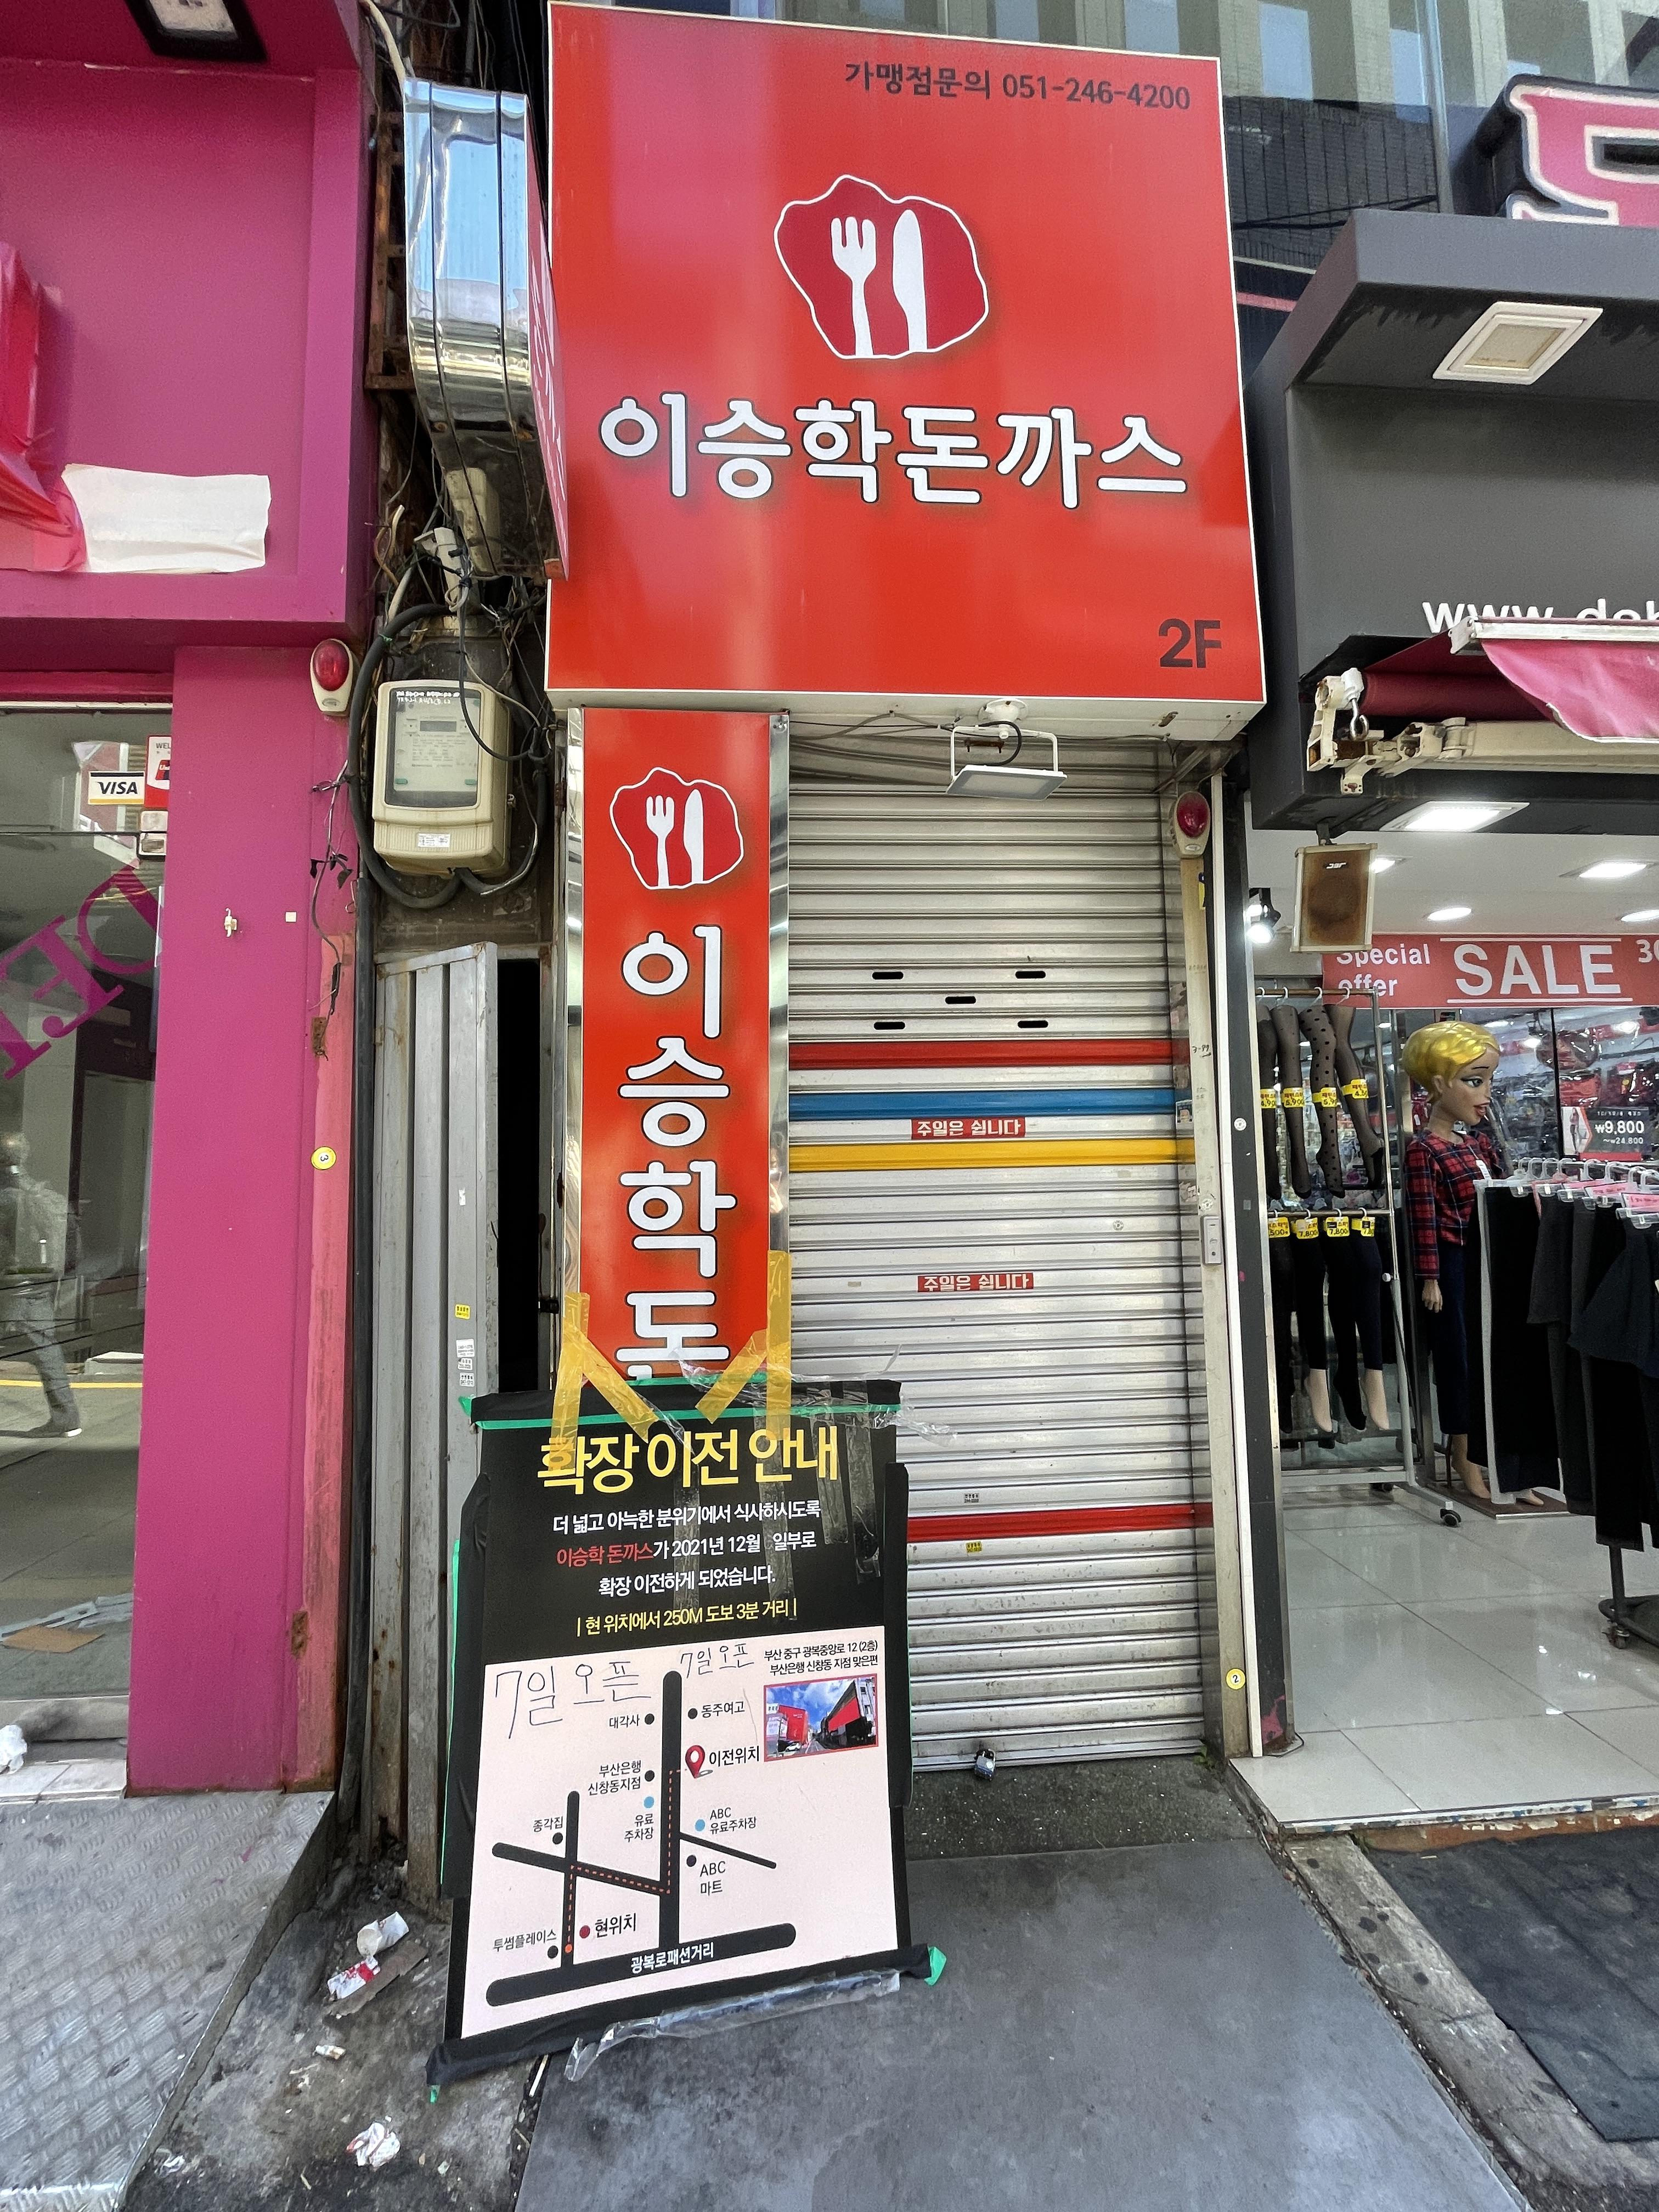 가맹점문의 051-246-4200
이승학돈까스
2F
이승학돈
VISA
www.
Special
offer
SALE
₩9,800
~₩24,800
주일은 쉽니다
주일은 쉽니다
확장 이전 안내
더 넓고 아늑한 분위기에서 식사하시도록
이승학 돈까스가 2021년 12월 일부로
확장 이전하게 되었습니다.
| 현 위치에서 250M 도보 3분 거리 |
7일 오픈
7일 오픈
부산 중구 광복중앙로 12 (2층)
부산은행 신창동 지점 맞은편
대각사
동주여고
이전위치
부산은행
신창동지점
유료
주차장
ABC
유료주차장
종각집
ABC
마트
투썸플레이스
현위치
광복로패션거리
3
2